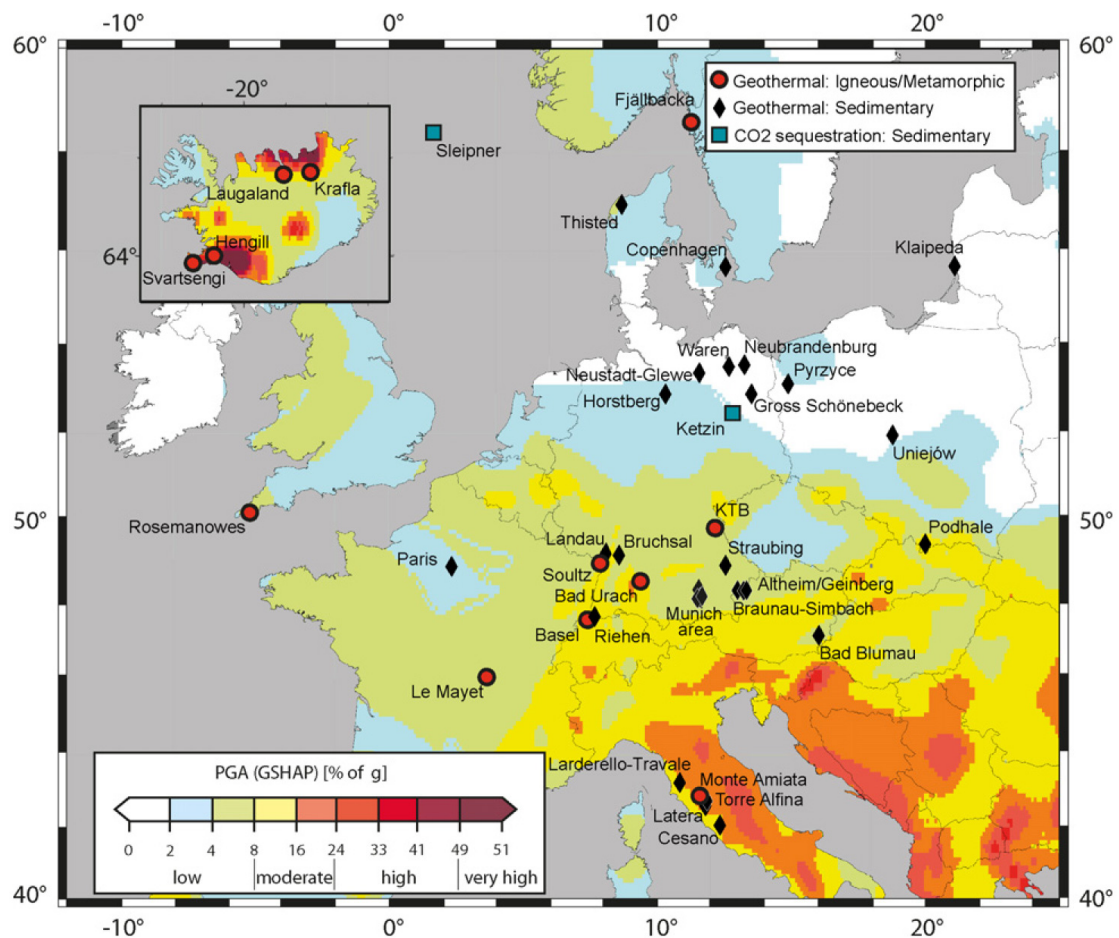 -10° 0° 10° 20°
60° 60°
Geothermal: Igneous/Metamorphic
Geothermal: Sedimentary
CO2 sequestration: Sedimentary
-20°
Laugaland
Krafla
64°
Hengill
Svartsengi
Sleipner
Fjällbacka
Thisted
Copenhagen
Klaipeda
Waren
Neubrandenburg
Neustadt-Glewe
Pyrzyce
Horstberg
Gross Schönebeck
Ketzin
Uniejów
50° 50°
Rosemanowes
KTB
Podhale
Landau
Bruchsal
Straubing
Paris
Soultz
Altheim/Geinberg
Bad Urach
Munich
area
Braunau-Simbach
Basel
Riehen
Bad Blumau
Le Mayet
Larderello-Travale
Monte Amiata
Torre Alfina
Latera
Cesano
PGA (GSHAP) [% of g]
0 2 4 8 16 24 33 41 49 51
low moderate high very high
40° 40°
-10° 0° 10° 20°